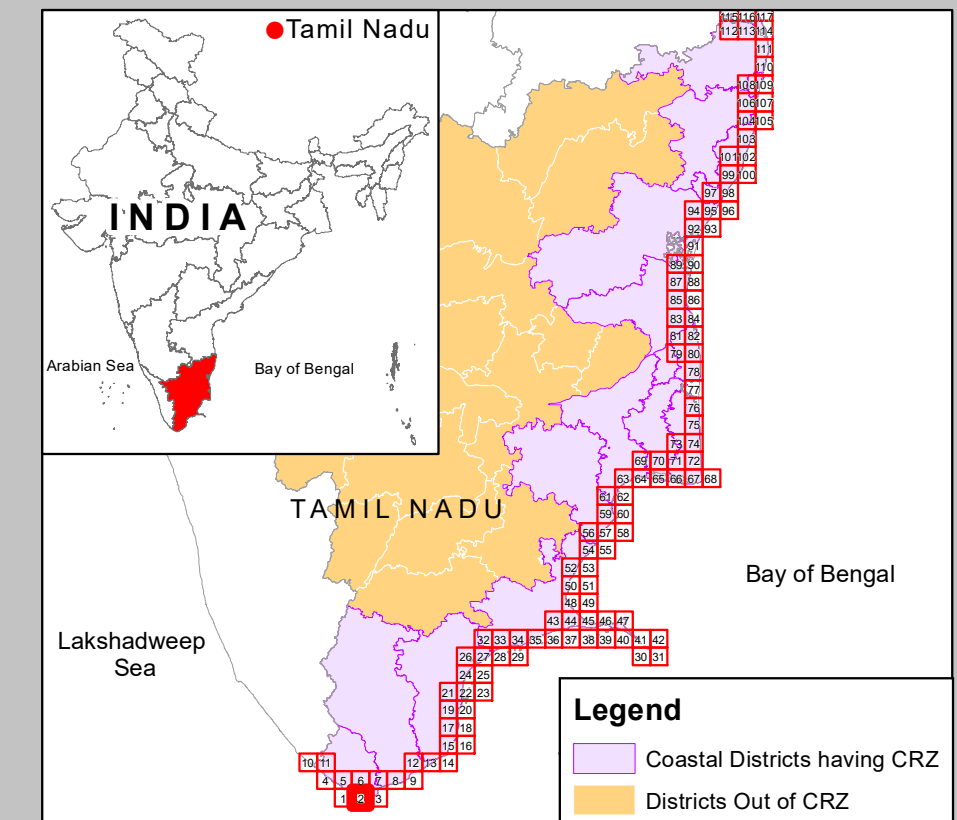 Tamil Nadu
INDIA
Arabian Sea
Bay of Bengal
115 116 117
112 113 114
111
110
108 109
106 107
104 105
103
101 102
99 100
97 98
94 95 96
92 93
91
89 90
87 88
85 86
83 84
81 82
79 80
78
77
76
75
73 74
69 70 71 72
63 64 65 66 67 68
61 62
TAMIL NADU
59 60
56 57 58
54 55
52 53
Bay of Bengal
50 51
48 49
43 44 45 46 47
Lakshadweep
Sea
32 33 34 35 36 37 38 39 40 41 42
26 27 28 29 30 31
24 25
21 22 23
19 20
17 18
15 16
10 11 12 13 14
4 5 6 7 8 9
1 2 3
Legend
Coastal Districts having CRZ
Districts Out of CRZ